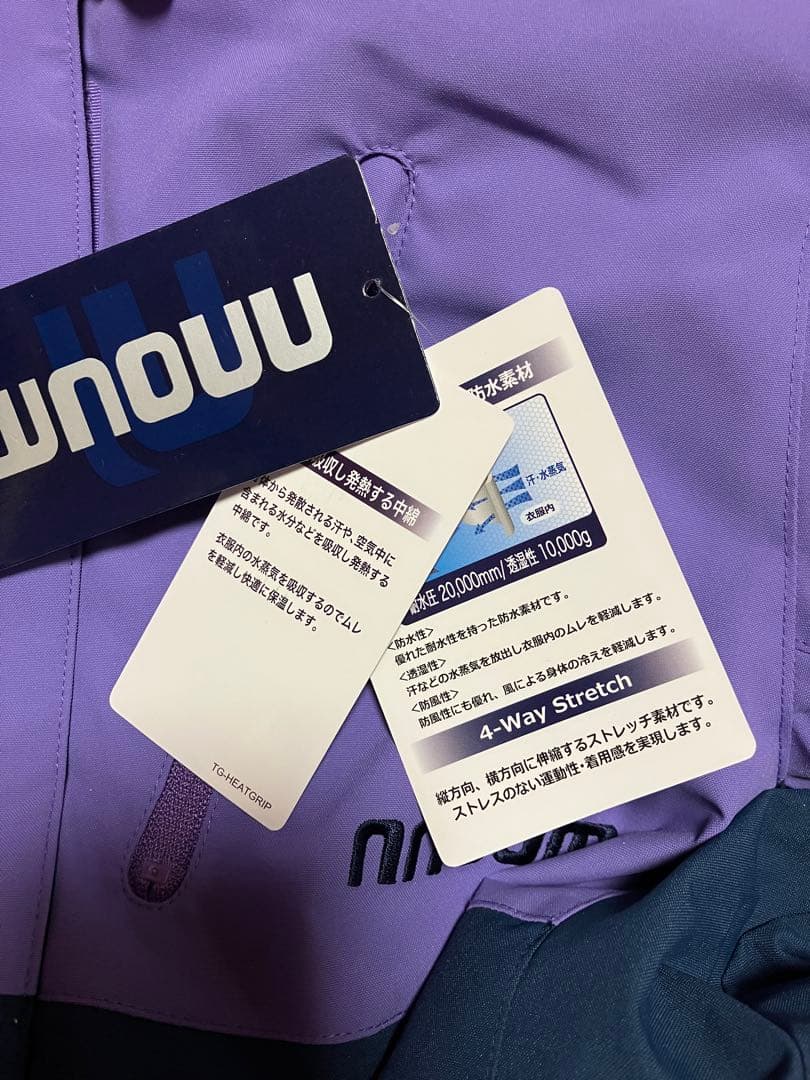 nnoum
吸収し発熱する中綿
体から発散される汗や、空気中に
含まれる水分などを吸収し発熱する
中綿です。
衣服内の水蒸気を吸収するのでムレ
を軽減し快適に保温します。
TG-HEATGRIP
防水素材
汗・水蒸気
衣服内
耐水圧 20,000mm/透湿性 10,000g
<防水性>
優れた耐水性を持った防水素材です。
<透湿性>
汗などの水蒸気を放出し衣服内のムレを軽減します。
<防風性>
防風性にも優れ、風による身体の冷えを軽減します。
4-Way Stretch
縦方向、横方向に伸縮するストレッチ素材です。
ストレスのない運動性・着用感を実現します。